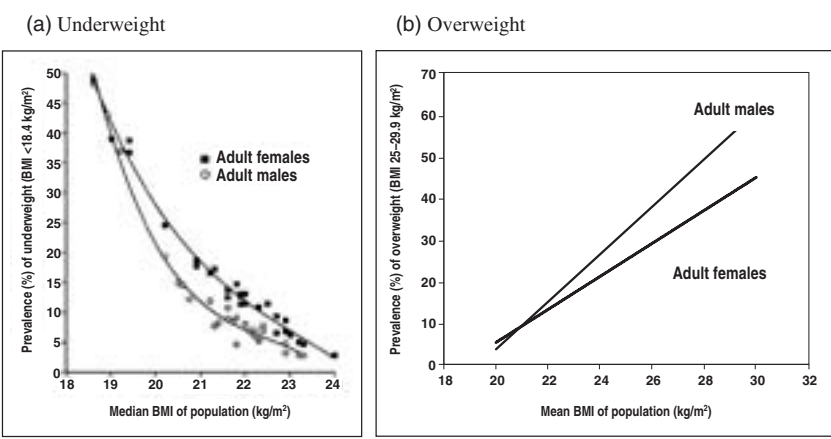 (a) Underweight
50
45
40
35
30
25
20
15
10
5
0
18 19 20 21 22 23 24
Prevalence (%) of underweight (BMI <18.4 kg/m²)
Adult females
Adult males
Median BMI of population (kg/m²)
(b) Overweight
70
60
50
40
30
20
10
0
18 20 22 24 26 28 30 32
Prevalence (%) of overweight (BMI 25–29.9 kg/m²)
Adult males
Adult females
Mean BMI of population (kg/m²)